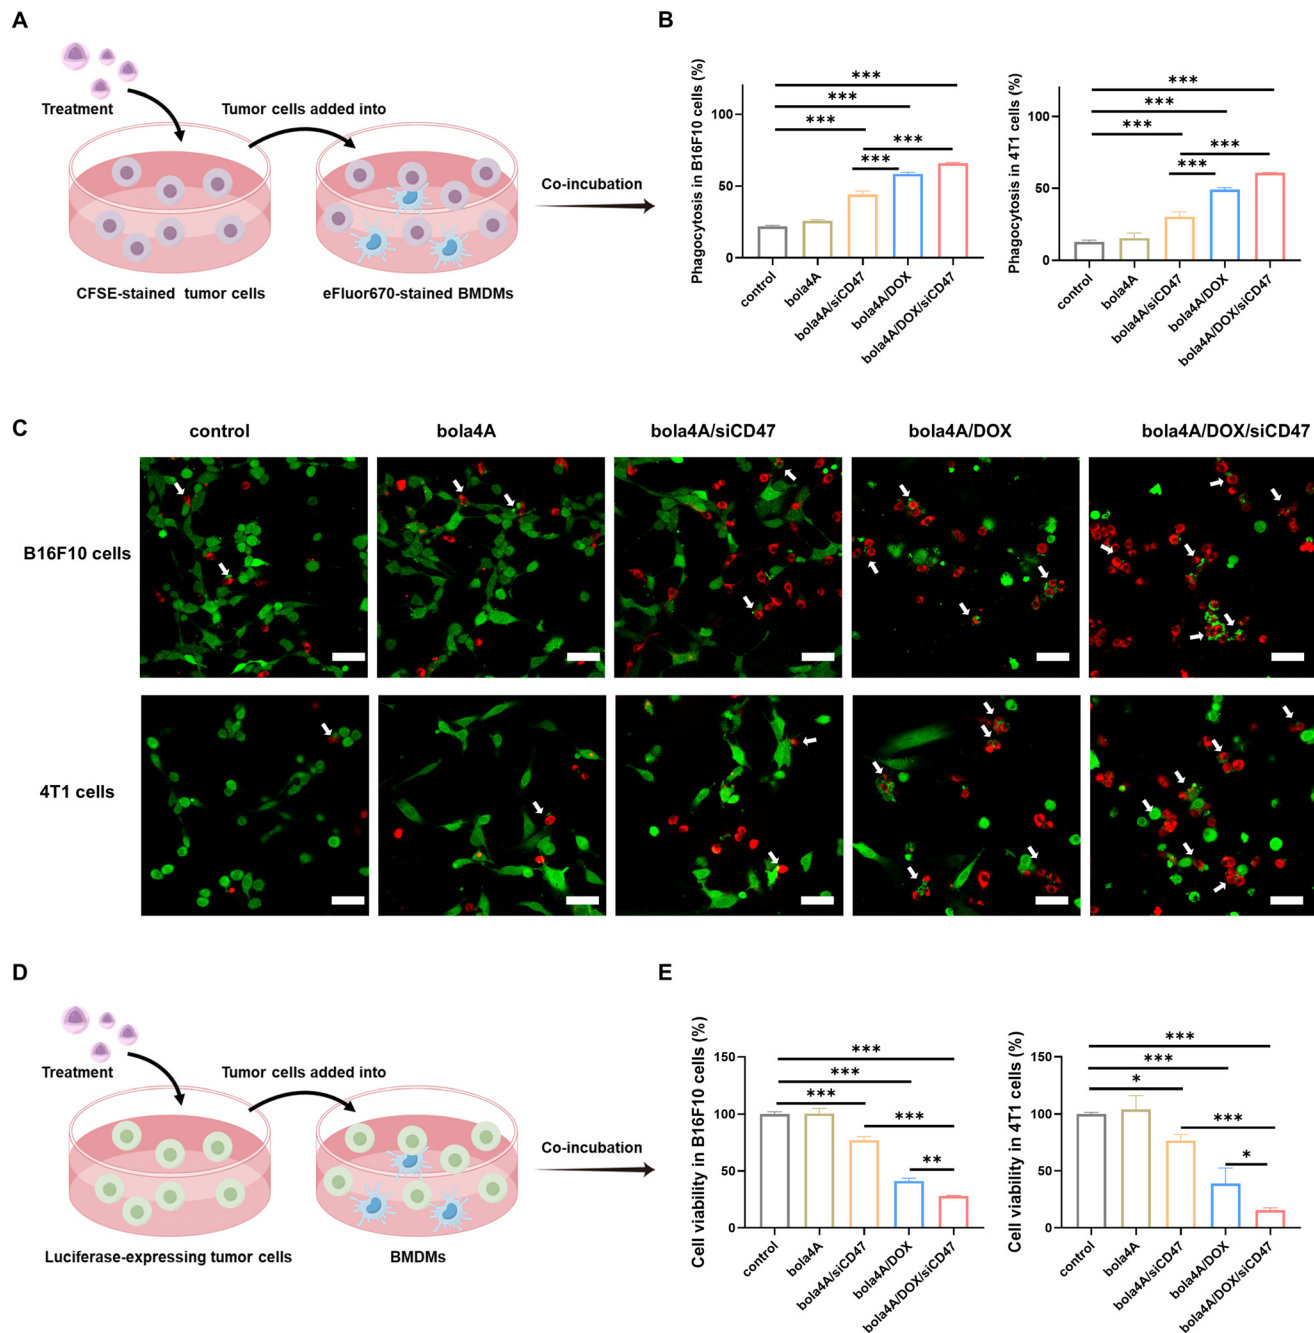 A
Treatment
Tumor cells added into
Co-incubation
CFSE-stained tumor cells
eFluor670-stained BMDMs
B
Phagocytosis in B16F10 cells (%)
100
50
0
***
***
***
***
***
control
bola4A
bola4A/siCD47
bola4A/DOX
bola4A/DOX/siCD47
Phagocytosis in 4T1 cells (%)
100
50
0
***
***
***
***
***
control
bola4A
bola4A/siCD47
bola4A/DOX
bola4A/DOX/siCD47
C
control
bola4A
bola4A/siCD47
bola4A/DOX
bola4A/DOX/siCD47
B16F10 cells
4T1 cells
D
Treatment
Tumor cells added into
Co-incubation
Luciferase-expressing tumor cells
BMDMs
E
Cell viability in B16F10 cells (%)
150
100
50
0
***
***
***
***
**
control
bola4A
bola4A/siCD47
bola4A/DOX
bola4A/DOX/siCD47
Cell viability in 4T1 cells (%)
150
100
50
0
***
***
*
***
*
control
bola4A
bola4A/siCD47
bola4A/DOX
bola4A/DOX/siCD47